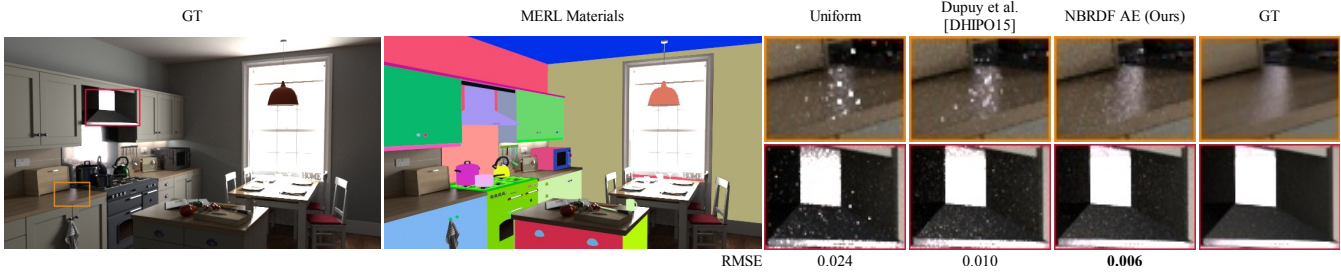 GT
MERL Materials
Uniform
Dupuy et al.
[DHIPO15]
NBRDF AE (Ours)
GT
HOME
RMSE
0.024
0.010
0.006